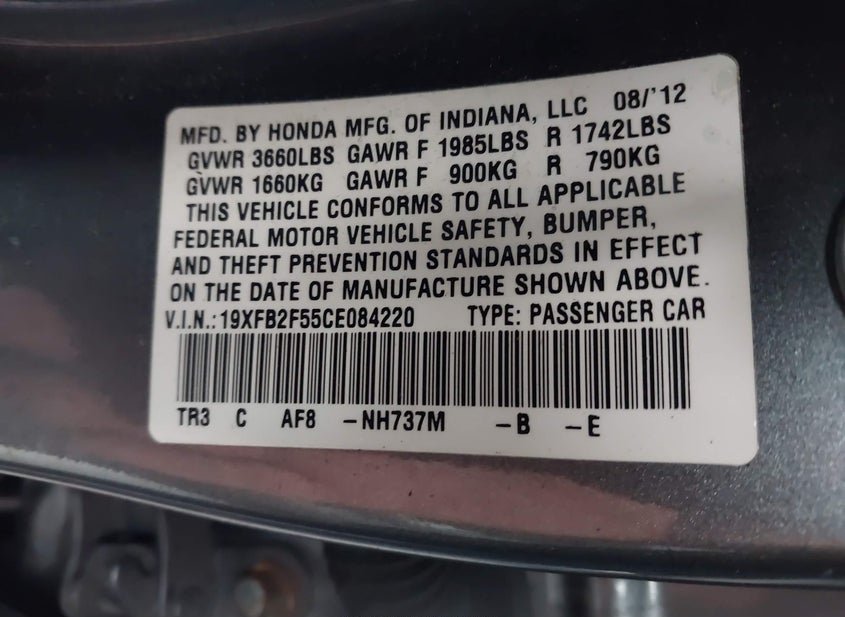 MFD. BY HONDA MFG. OF INDIANA, LLC 08/'12
GVWR 3660LBS GAWR F 1985LBS R 1742LBS
GVWR 1660KG GAWR F 900KG R 790KG
THIS VEHICLE CONFORMS TO ALL APPLICABLE
FEDERAL MOTOR VEHICLE SAFETY, BUMPER,
AND THEFT PREVENTION STANDARDS IN EFFECT
ON THE DATE OF MANUFACTURE SHOWN ABOVE.
V.I.N.:19XFB2F55CE084220 TYPE: PASSENGER CAR
TR3 C AF8 -NH737M -B -E